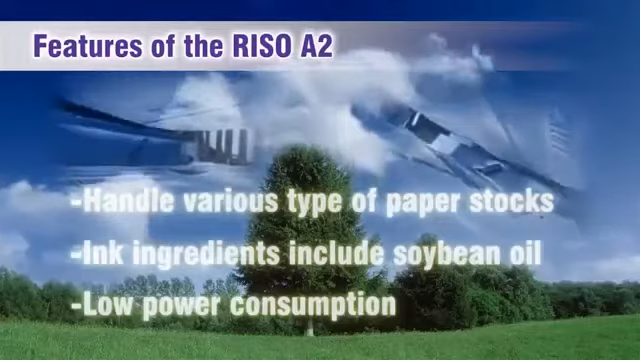 Features of the RISO A2
-Handle various type of paper stocks
-Ink ingredients include soybean oil
-Low power consumption